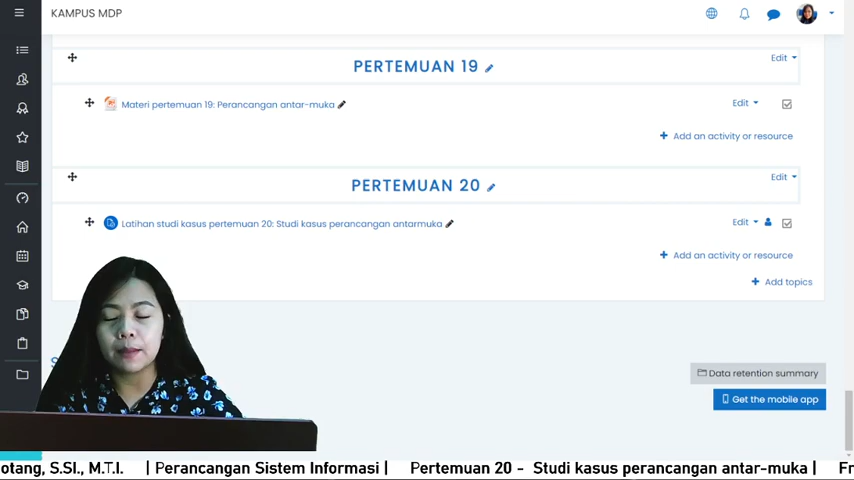 KAMPUS MDP
PERTEMUAN 19
Edit
Materi pertemuan 19: Perancangan antar-muka
Edit
Add an activity or resource
PERTEMUAN 20
Edit
Latihan studi kasus pertemuan 20: Studi kasus perancangan antarmuka
Edit
Add an activity or resource
Add topics
Data retention summary
Get the mobile app
otang, S.SI., M.T.I. | Perancangan Sistem Informasi | Pertemuan 20 - Studi kasus perancangan antar-muka | Fr